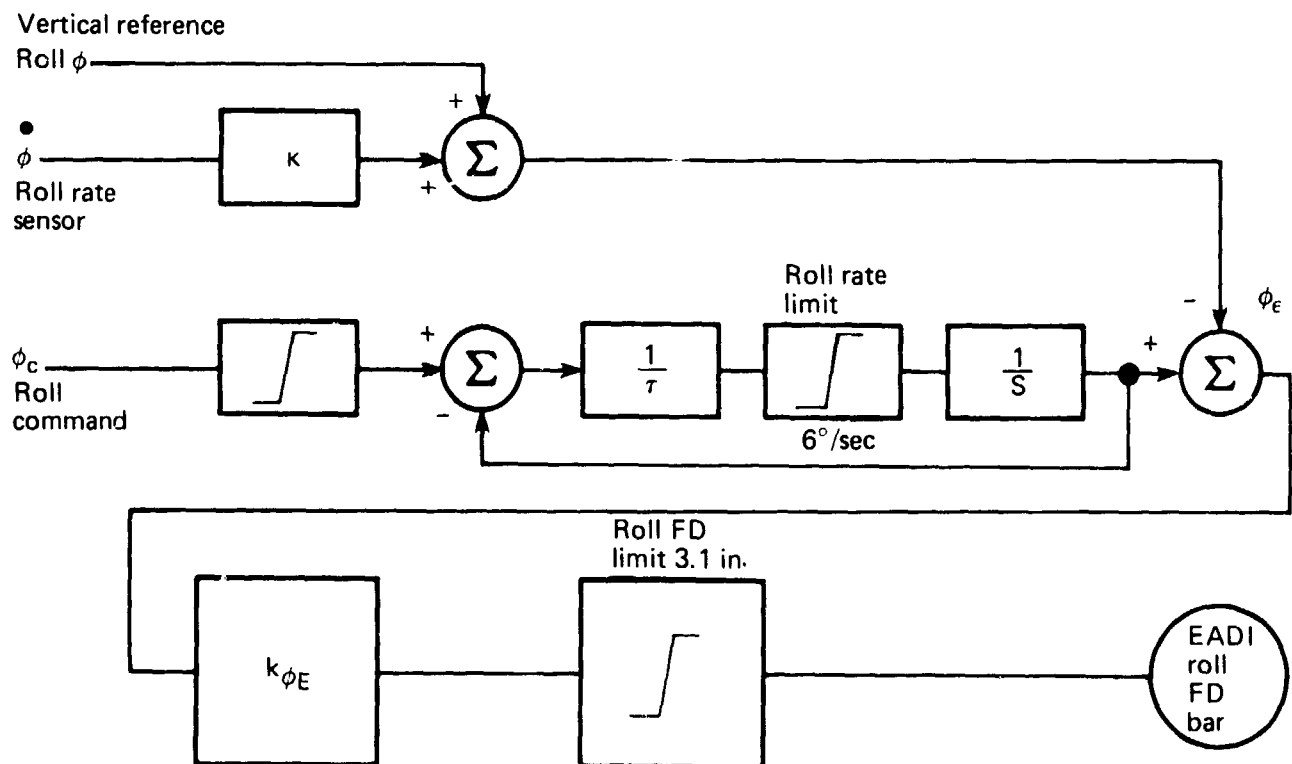 Vertical reference
Roll ϕ
+
•
ϕ
K
Σ
+
Roll rate
sensor
Roll rate
limit
-
ϕε
ϕc
Roll
command
+
Σ
-
1
τ
6°/sec
1
S
+
Σ
Roll FD
limit 3.1 in.
kϕE
EADI
roll
FD
bar